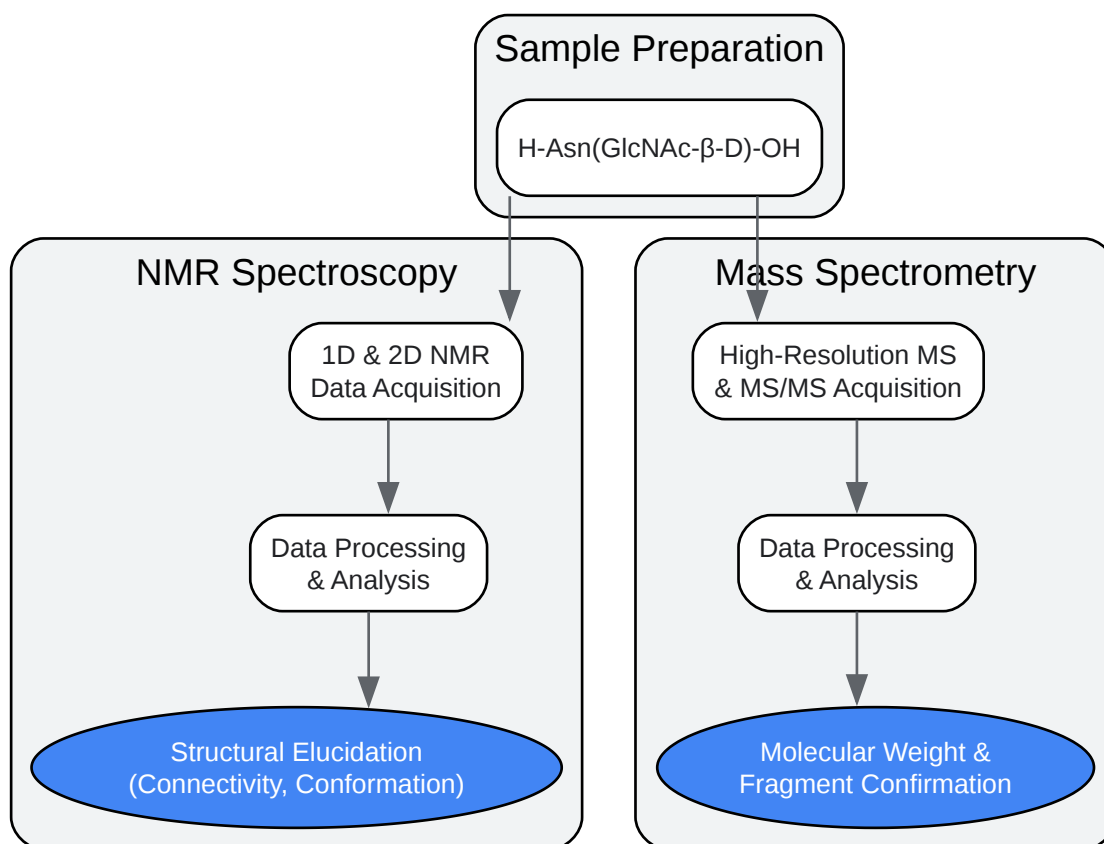 Sample Preparation
H-Asn(GlcNAc-β-D)-OH
NMR Spectroscopy
1D & 2D NMR
Data Acquisition
Data Processing
& Analysis
Structural Elucidation
(Connectivity, Conformation)
Mass Spectrometry
High-Resolution MS
& MS/MS Acquisition
Data Processing
& Analysis
Molecular Weight &
Fragment Confirmation